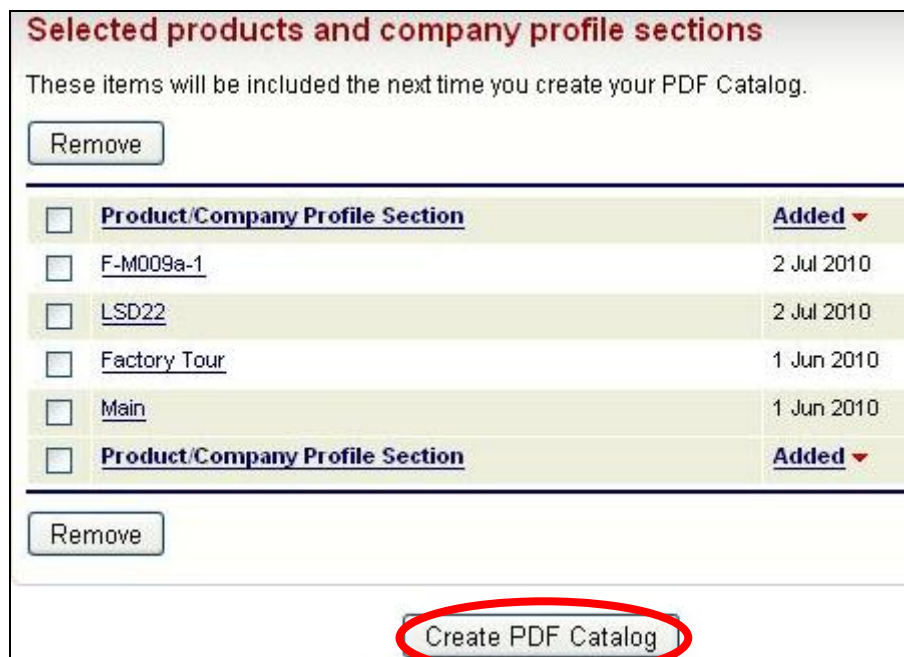 Selected products and company profile sections
These items will be included the next time you create your PDF Catalog.
Remove
Product/Company Profile Section Added
F-M009a-1 2 Jul 2010
LSD22 2 Jul 2010
Factory Tour 1 Jun 2010
Main 1 Jun 2010
Product/Company Profile Section Added
Remove
Create PDF Catalog